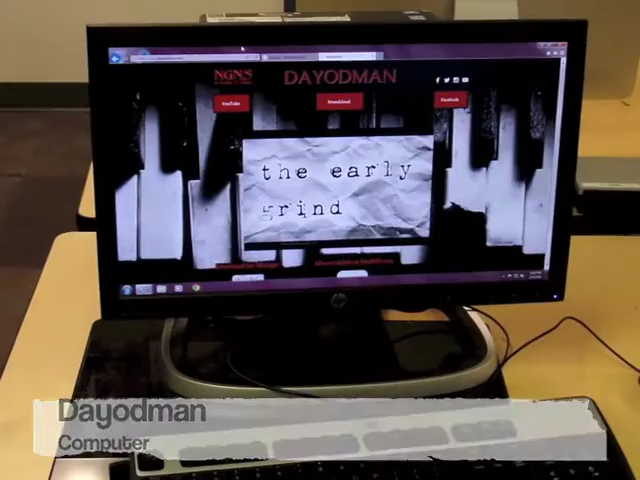 NGNS
DAYODMAN
YouTube
Soundcloud
Facebook
the early
grind
Dayodman
Computer